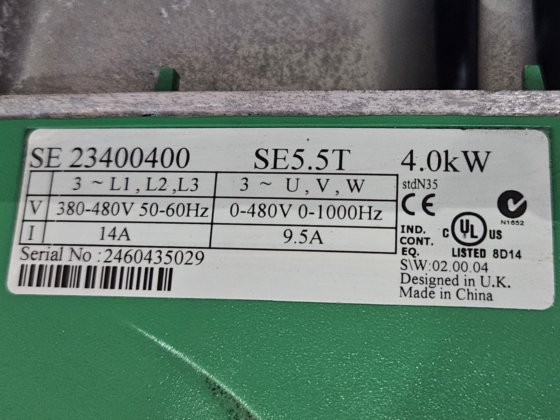 SE 23400400 SE5.5T 4.0kW
3 ~ L1, L2 ,L3 3 ~ U, V, W stdN35
V 380-480V 50-60Hz 0-480V 0-1000Hz CE N1652
I 14A 9.5A IND. CONT. EQ. C UL US LISTED 8D14
Serial No :2460435029 S\W:02.00.04
Designed in U.K.
Made in China